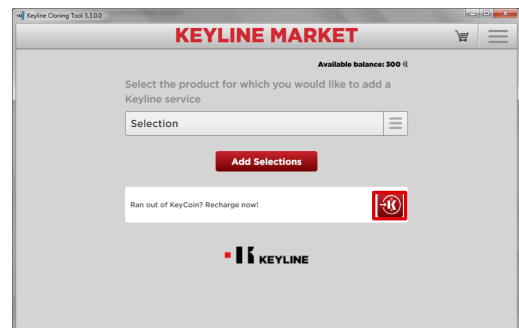 Keyline Cloning Tool 3.3.0.0
KEYLINE MARKET
Available balance: 300
Select the product for which you would like to add a
Keyline service
Selection
Add Selections
Ran out of KeyCoin? Recharge now!
KEYLINE